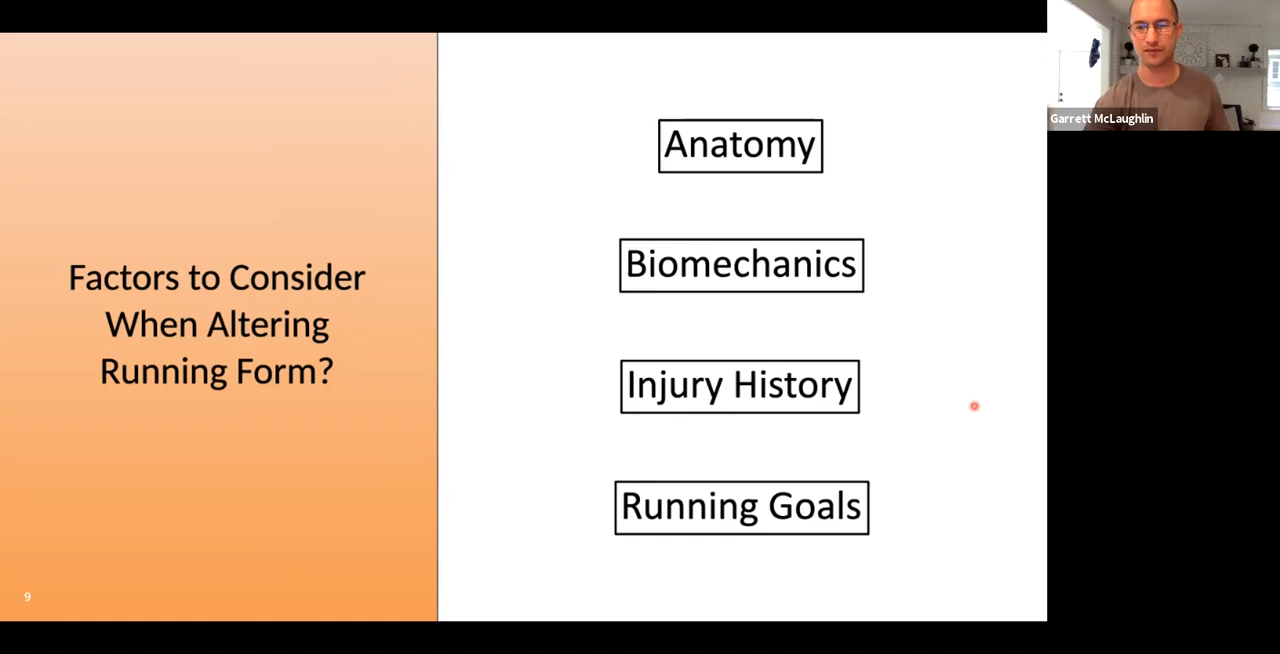 Factors to Consider
When Altering
Running Form?
9
Anatomy
Biomechanics
Injury History
Running Goals
Garrett McLaughlin